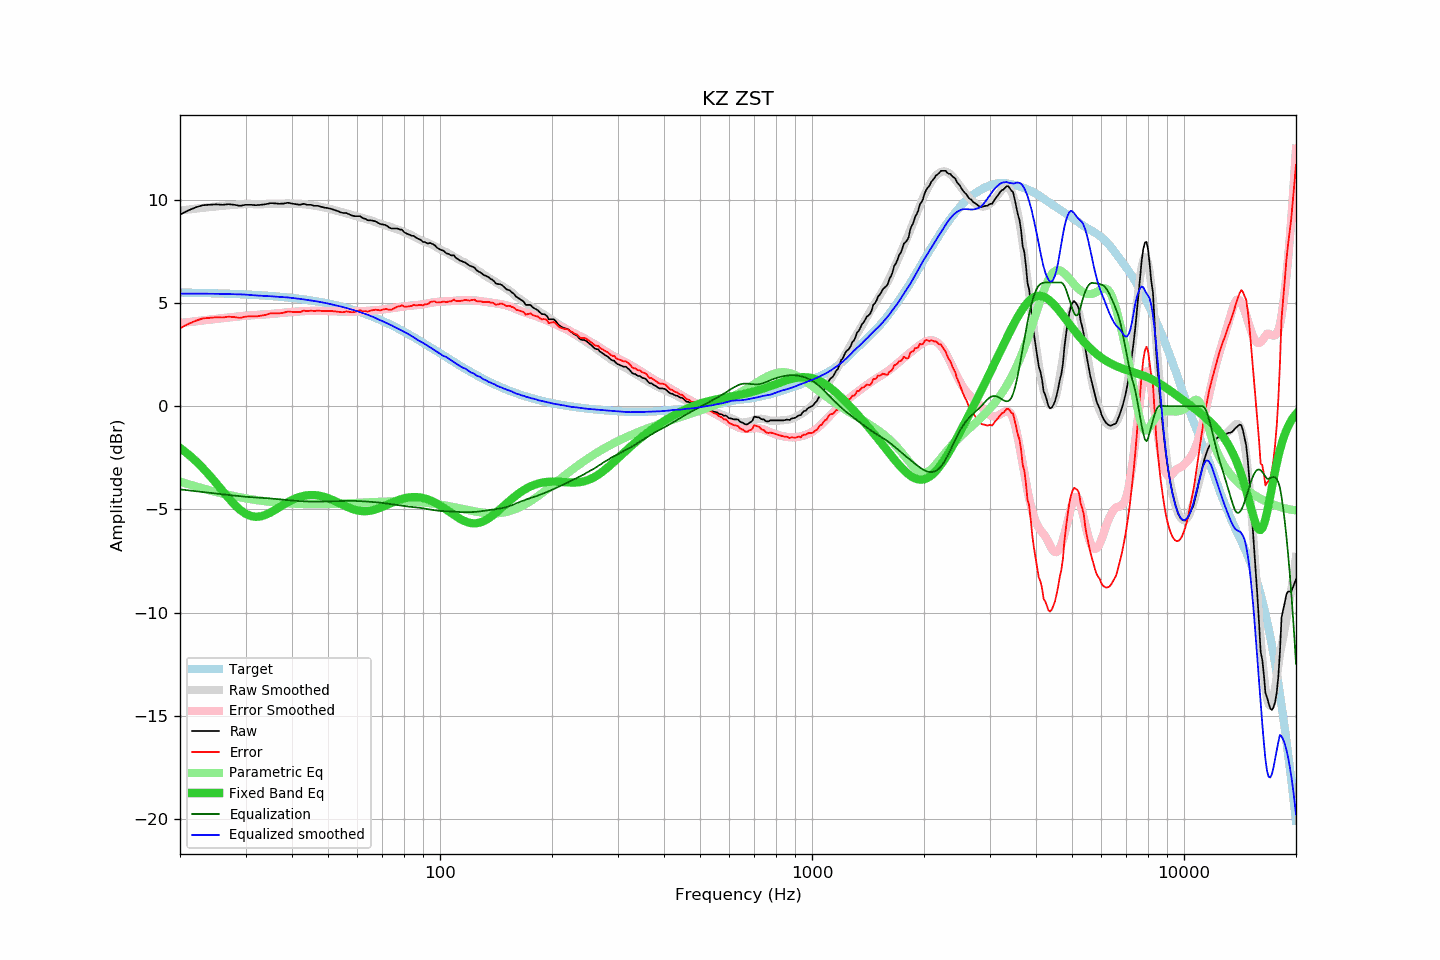 KZ ZST
10
5
0
−5
−10
−15
−20
Amplitude (dBr)
Target
Raw Smoothed
Error Smoothed
Raw
Error
Parametric Eq
Fixed Band Eq
Equalization
Equalized smoothed
100 1000 10000
Frequency (Hz)